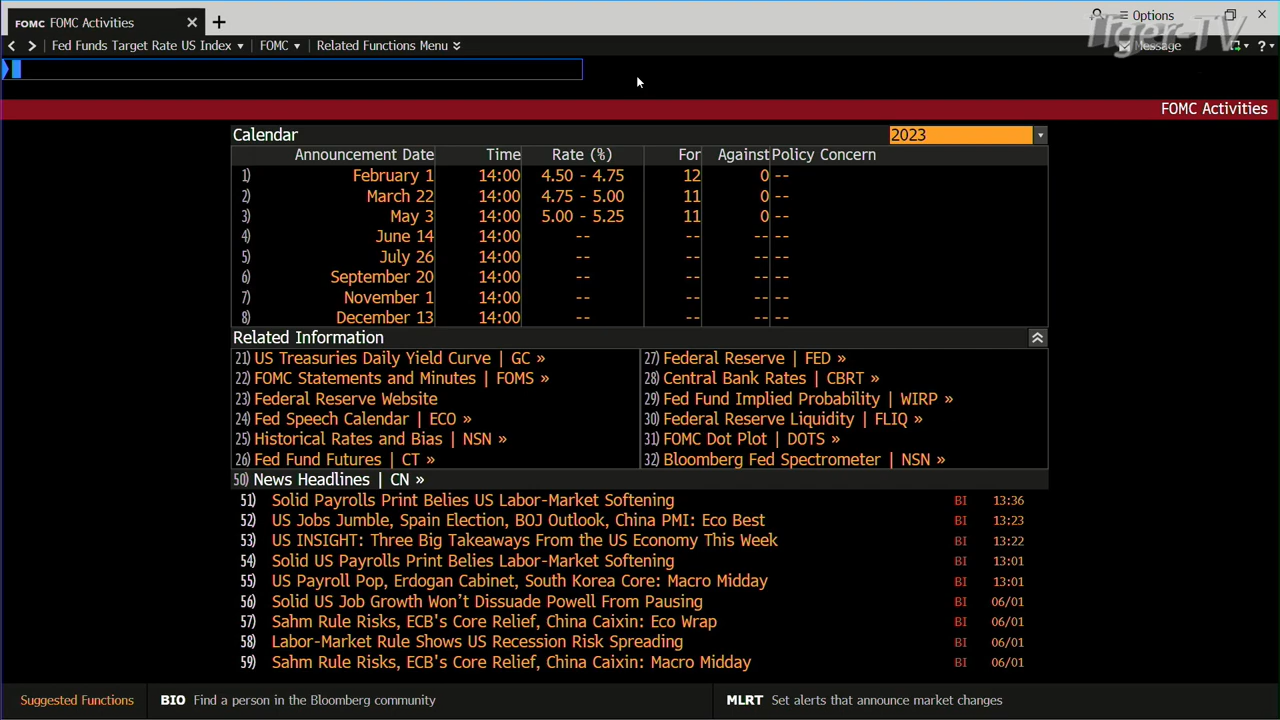 FOMC FOMC Activities
Options
Tiger-TV
Fed Funds Target Rate US Index FOMC Related Functions Menu Message ?
FOMC Activities
Calendar 2023
Announcement Date Time Rate (%) For Against Policy Concern
1) February 1 14:00 4.50 - 4.75 12 0 --
2) March 22 14:00 4.75 - 5.00 11 0 --
3) May 3 14:00 5.00 - 5.25 11 0 --
4) June 14 14:00 -- -- -- --
5) July 26 14:00 -- -- -- --
6) September 20 14:00 -- -- -- --
7) November 1 14:00 -- -- -- --
8) December 13 14:00 -- -- -- --
Related Information
21) US Treasuries Daily Yield Curve | GC » 27) Federal Reserve | FED »
22) FOMC Statements and Minutes | FOMS » 28) Central Bank Rates | CBRT »
23) Federal Reserve Website 29) Fed Fund Implied Probability | WIRP »
24) Fed Speech Calendar | ECO » 30) Federal Reserve Liquidity | FLIQ »
25) Historical Rates and Bias | NSN » 31) FOMC Dot Plot | DOTS »
26) Fed Fund Futures | CT » 32) Bloomberg Fed Spectrometer | NSN »
50) News Headlines | CN »
51) Solid Payrolls Print Belies US Labor-Market Softening BI 13:36
52) US Jobs Jumble, Spain Election, BOJ Outlook, China PMI: Eco Best BI 13:23
53) US INSIGHT: Three Big Takeaways From the US Economy This Week BI 13:22
54) Solid US Payrolls Print Belies Labor-Market Softening BI 13:01
55) US Payroll Pop, Erdogan Cabinet, South Korea Core: Macro Midday BI 13:01
56) Solid US Job Growth Won't Dissuade Powell From Pausing BI 06/01
57) Sahm Rule Risks, ECB's Core Relief, China Caixin: Eco Wrap BI 06/01
58) Labor-Market Rule Shows US Recession Risk Spreading BI 06/01
59) Sahm Rule Risks, ECB's Core Relief, China Caixin: Macro Midday BI 06/01
Suggested Functions BIO Find a person in the Bloomberg community MLRT Set alerts that announce market changes